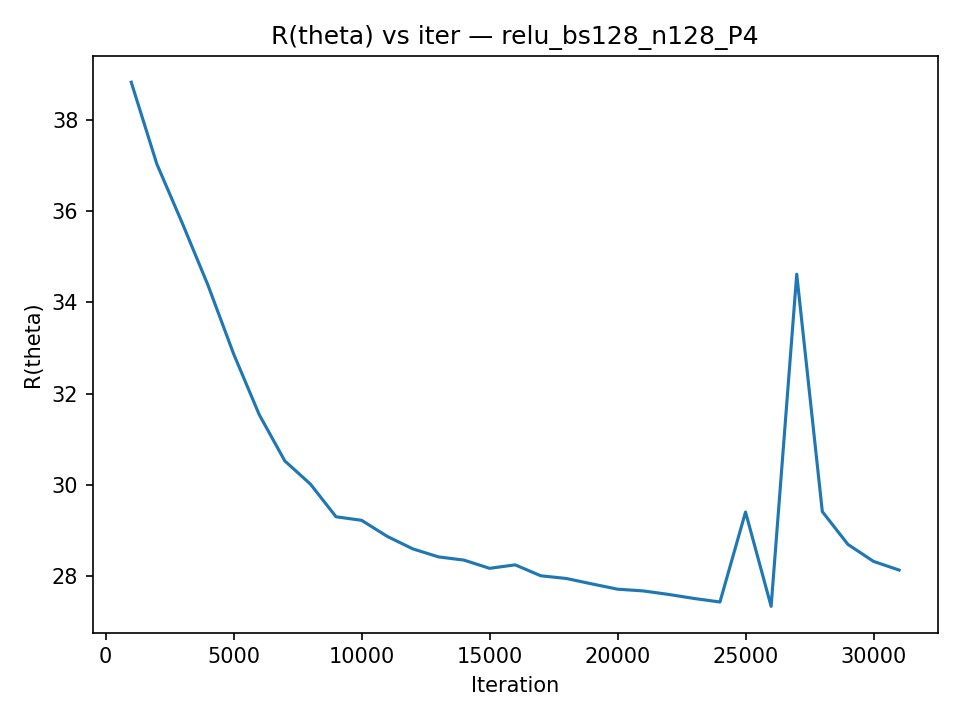 R(theta) vs iter — relu_bs128_n128_P4
38
36
34
32
30
28
R(theta)
0 5000 10000 15000 20000 25000 30000
Iteration